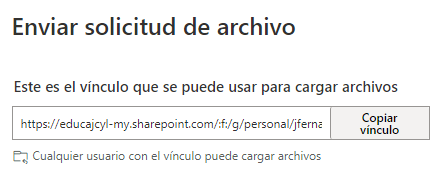 Enviar solicitud de archivo
Este es el vínculo que se puede usar para cargar archivos
https://educajcyl-my.sharepoint.com/:f:/g/personal/jferna
Copiar
vínculo
Cualquier usuario con el vínculo puede cargar archivos